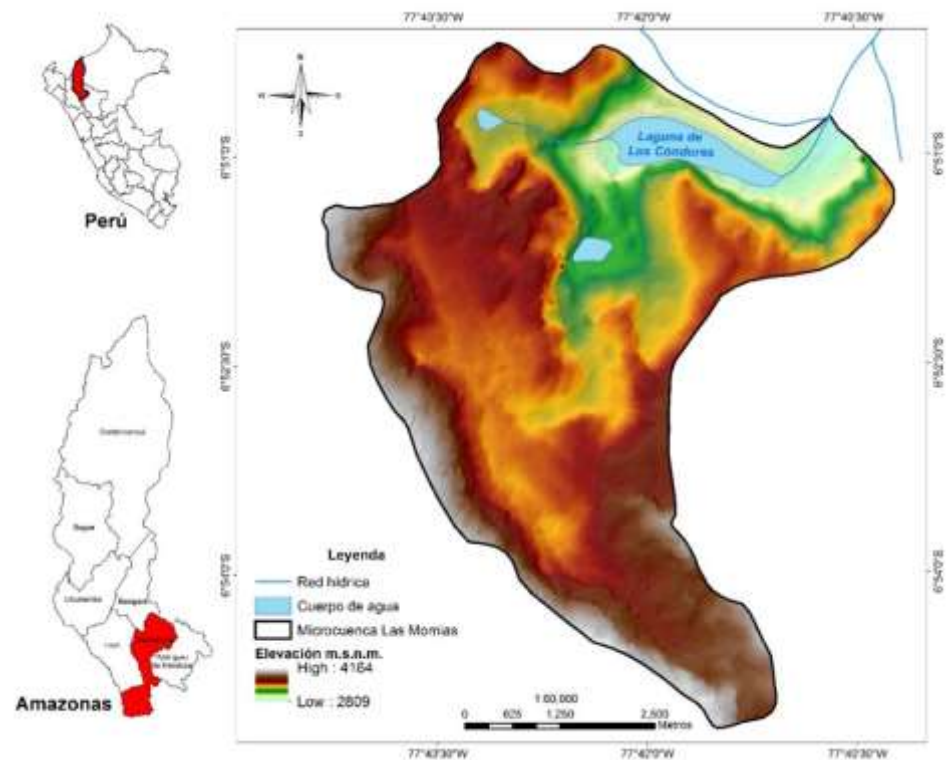 77°43'30"W
77°42'0"W
77°40'30"W
6°51'0"S
6°52'30"S
6°54'0"S
6°51'0"S
6°52'30"S
6°54'0"S
77°43'30"W
77°42'0"W
77°40'30"W
Perú
Amazonas
Bagua
Laguna de
Los Cóndores
Leyenda
Red hídrica
Cuerpo de agua
Microcuenca Las Momias
Elevación m.s.n.m.
High : 4164
Low : 2809
1:60,000
0 625 1,250 2,500
Metros